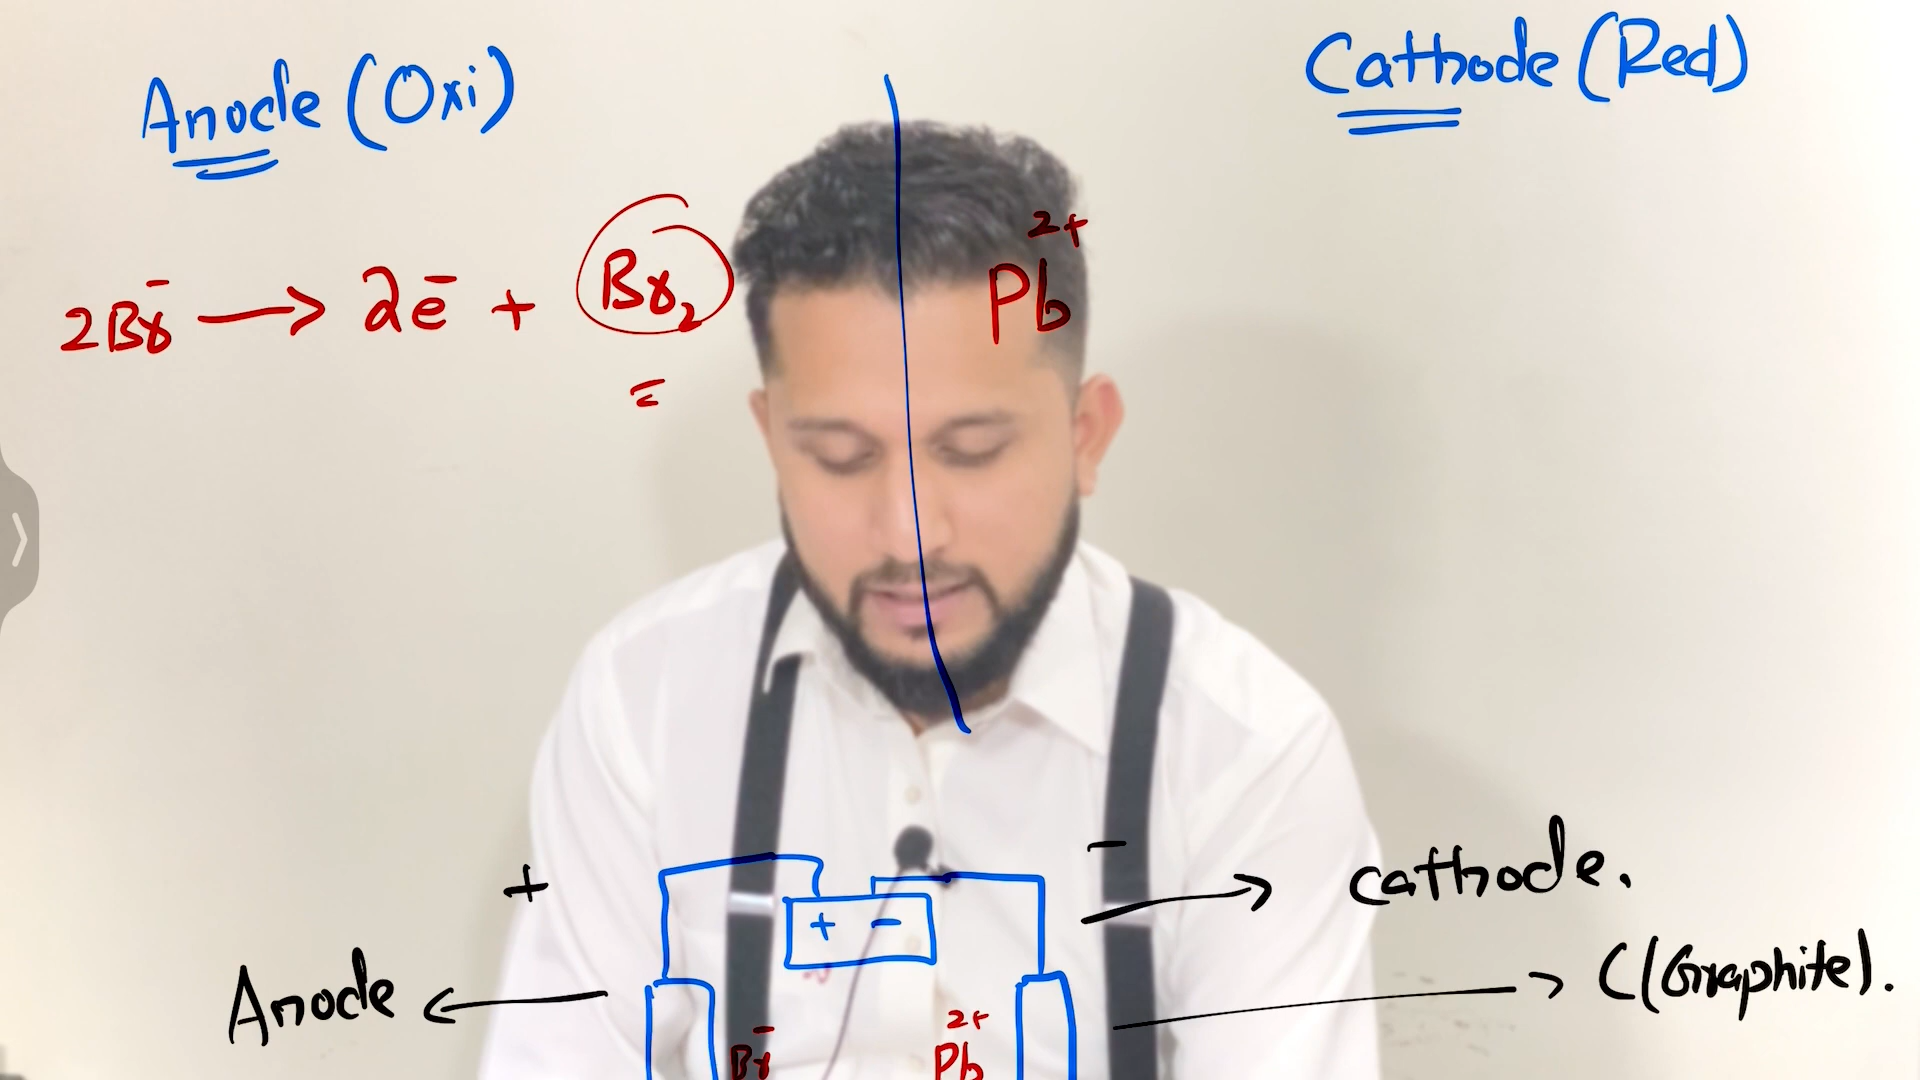 Anode (Oxi)
Cathode (Red)
2Br⁻ → 2e⁻ + Br₂
Pb²⁺
+
-
→ cathode.
+ -
Anode ←
→ C(Graphite).
Br⁻
Pb²⁺